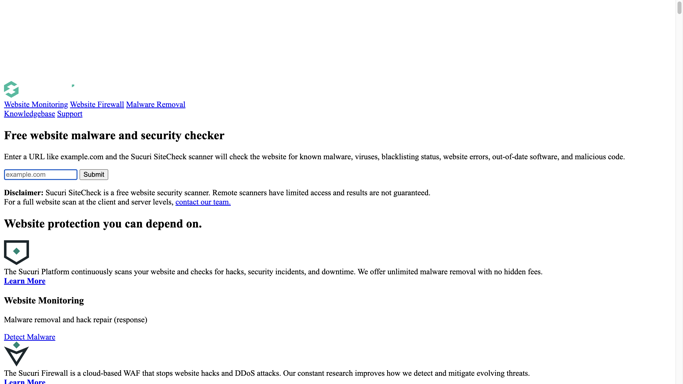 Website Monitoring Website Firewall Malware Removal
Knowledgebase Support
Free website malware and security checker
Enter a URL like example.com and the Sucuri SiteCheck scanner will check the website for known malware, viruses, blacklisting status, website errors, out-of-date software, and malicious code.
example.com Submit
Disclaimer: Sucuri SiteCheck is a free website security scanner. Remote scanners have limited access and results are not guaranteed.
For a full website scan at the client and server levels, contact our team.
Website protection you can depend on.
The Sucuri Platform continuously scans your website and checks for hacks, security incidents, and downtime. We offer unlimited malware removal with no hidden fees.
Learn More
Website Monitoring
Malware removal and hack repair (response)
Detect Malware
The Sucuri Firewall is a cloud-based WAF that stops website hacks and DDoS attacks. Our constant research improves how we detect and mitigate evolving threats.
Learn More